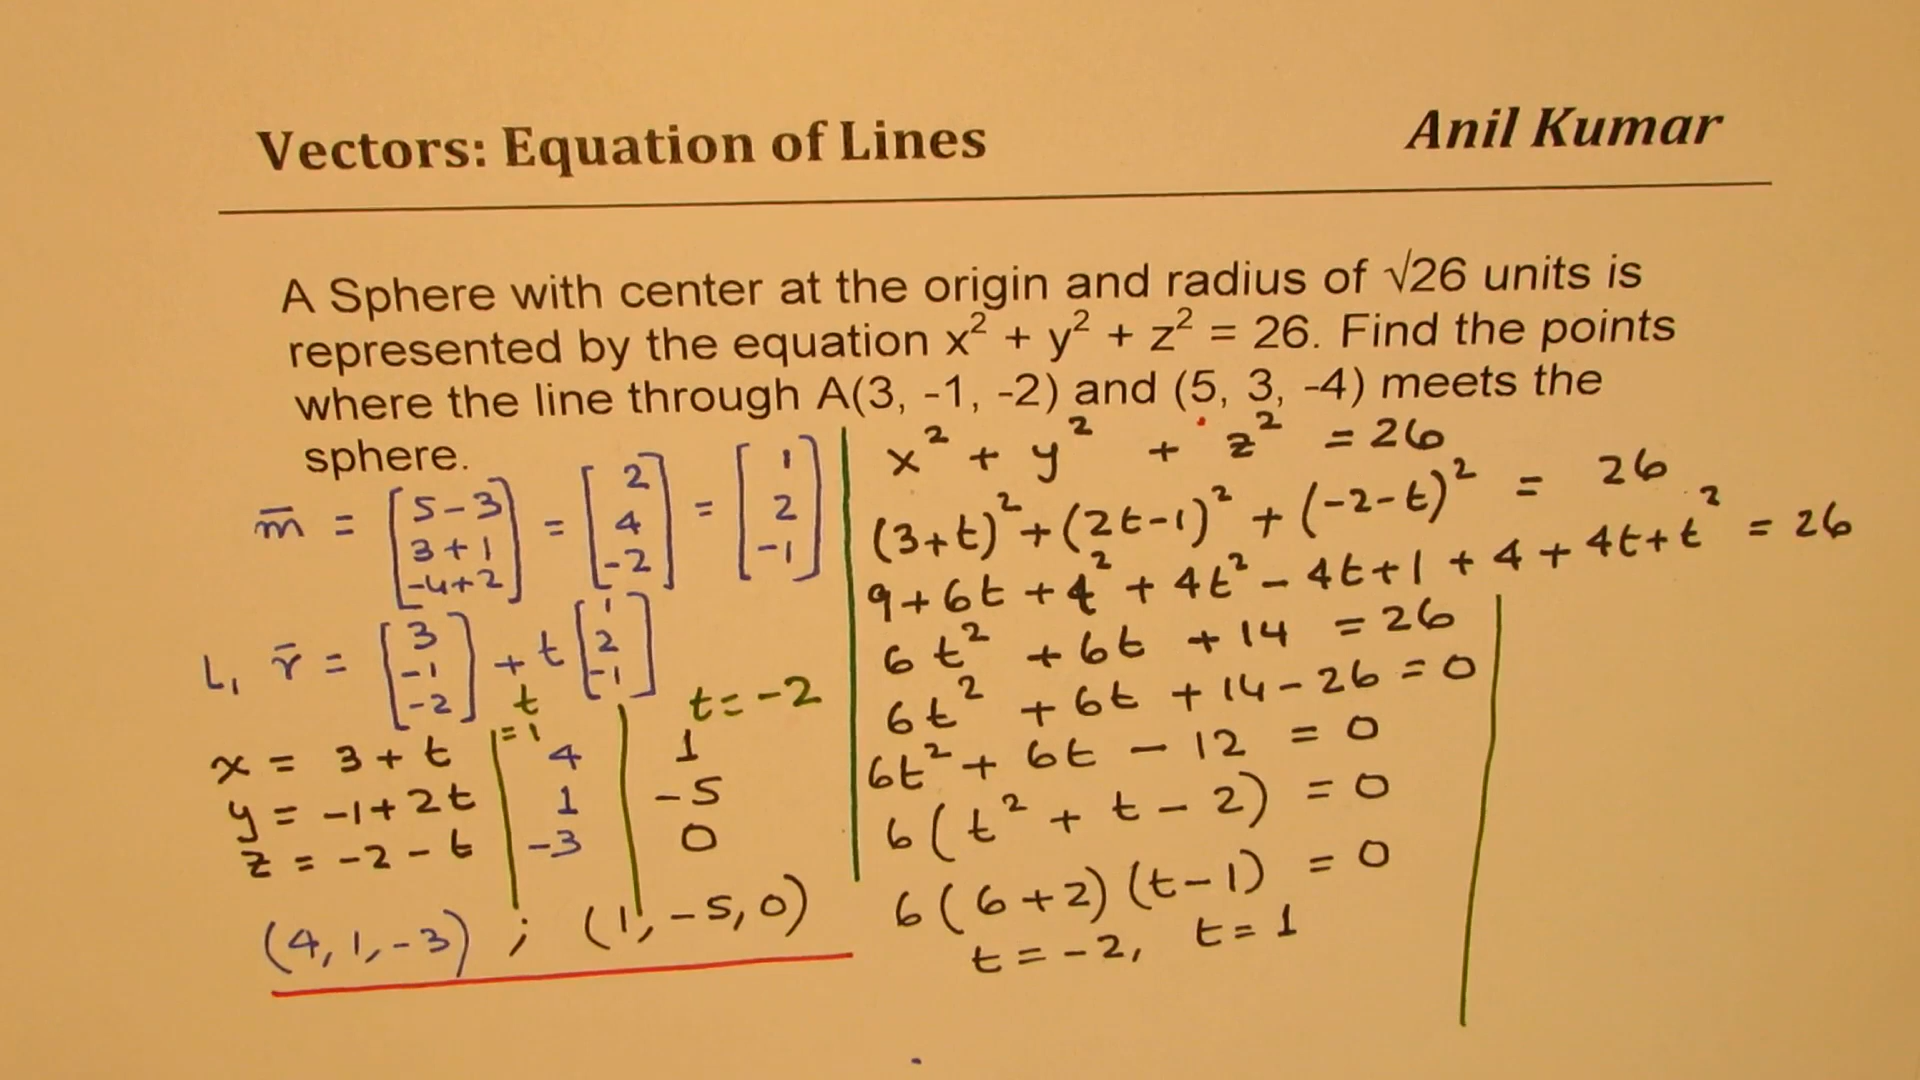 Vectors: Equation of Lines
Anil Kumar
A Sphere with center at the origin and radius of √26 units is
represented by the equation x² + y² + z² = 26. Find the points
where the line through A(3, -1, -2) and (5, 3, -4) meets the
sphere.
m̄ = [5-3 3+1 -4+2] = [2 4 -2] = [1 2 -1]
L₁ r̄ = [3 -1 -2] + t[1 2 -1]
t = 1
t = -2
x = 3 + t | 4 | 1
y = -1 + 2t | 1 | -5
z = -2 - t | -3 | 0
(4, 1, -3) ; (1, -5, 0)
x² + y² + z² = 26
(3+t)² + (2t-1)² + (-2-t)² = 26
9 + 6t + t² + 4t² - 4t + 1 + 4 + 4t + t² = 26
6t² + 6t + 14 = 26
6t² + 6t + 14 - 26 = 0
6t² + 6t - 12 = 0
6(t² + t - 2) = 0
6(6+2)(t-1) = 0
t = -2, t = 1